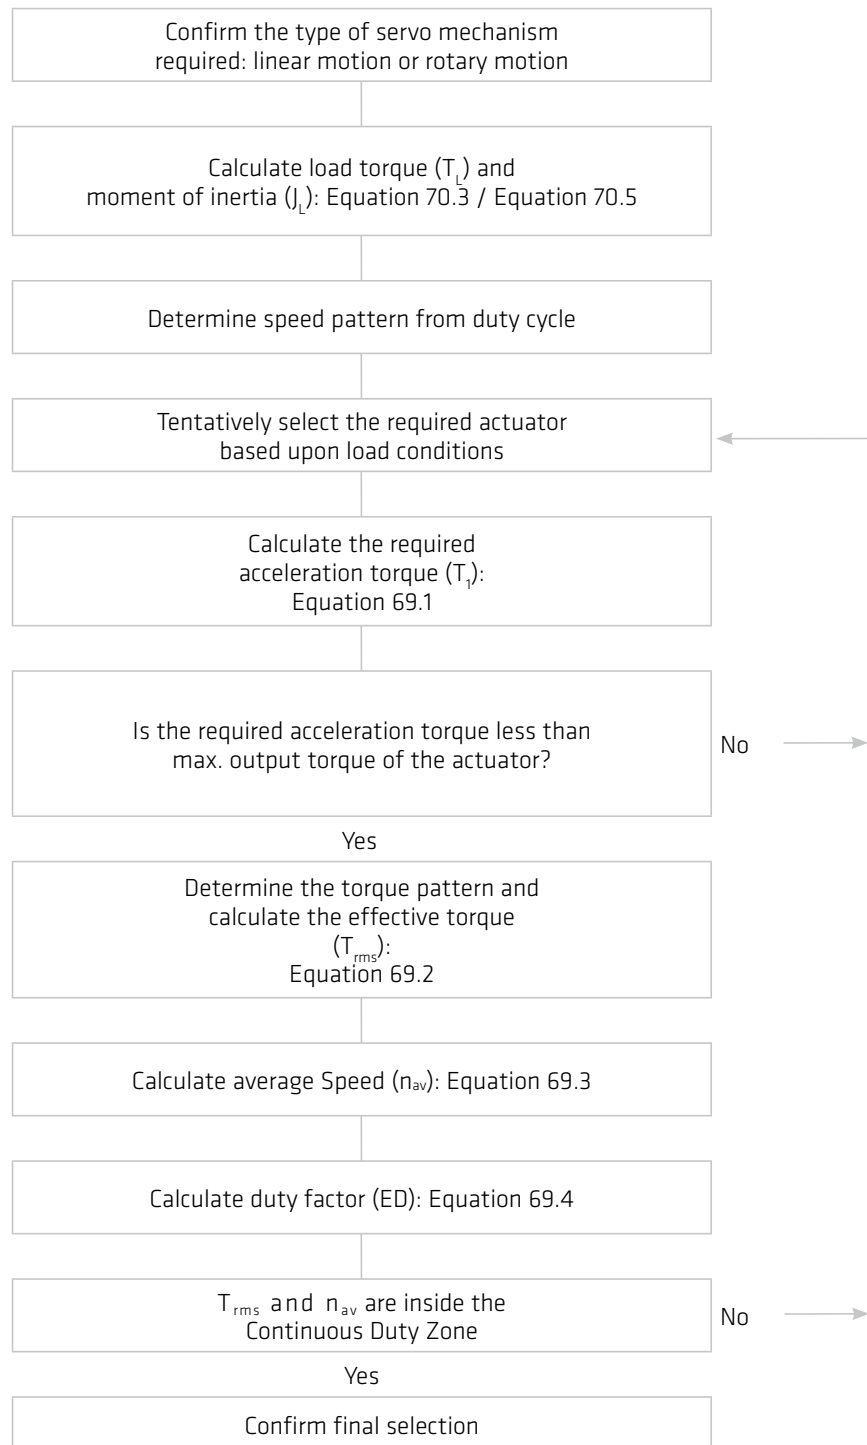 Confirm the type of servo mechanism
required: linear motion or rotary motion
Calculate load torque (T_L) and
moment of inertia (J_L): Equation 70.3 / Equation 70.5
Determine speed pattern from duty cycle
Tentatively select the required actuator
based upon load conditions
Calculate the required
acceleration torque (T_1):
Equation 69.1
Is the required acceleration torque less than
max. output torque of the actuator?
No
Yes
Determine the torque pattern and
calculate the effective torque
(T_rms):
Equation 69.2
Calculate average Speed (n_av): Equation 69.3
Calculate duty factor (ED): Equation 69.4
T_rms and n_av are inside the
Continuous Duty Zone
No
Yes
Confirm final selection